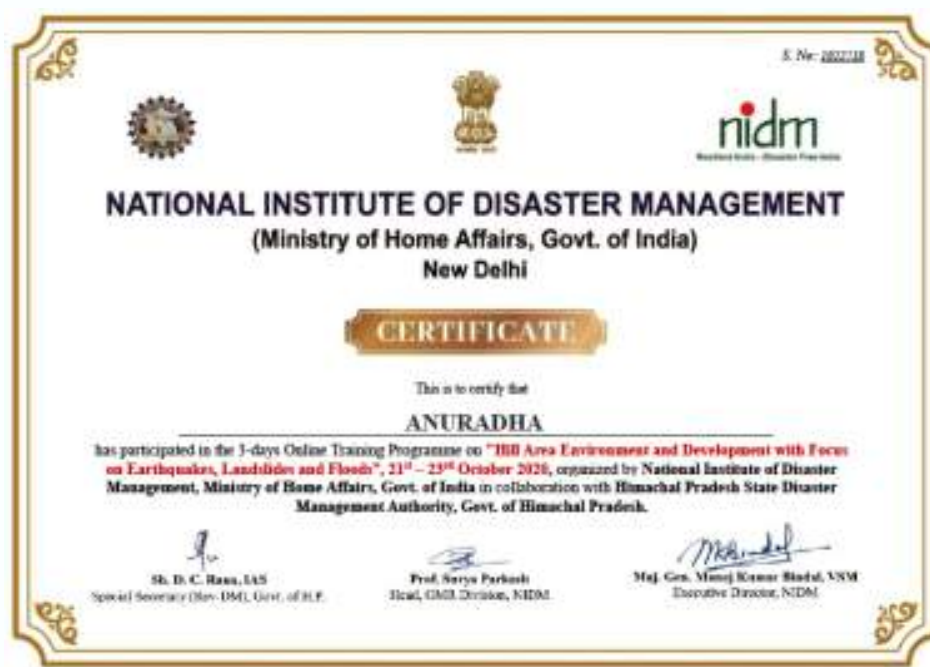 S. No:
nidm
Resilient India - Disaster Free India
NATIONAL INSTITUTE OF DISASTER MANAGEMENT
(Ministry of Home Affairs, Govt. of India)
New Delhi
CERTIFICATE
This is to certify that
ANURADHA
has participated in the 3-days Online Training Programme on "Hill Area Environment and Development with Focus
on Earthquakes, Landslides and Floods", 21st – 23rd October 2020, organized by National Institute of Disaster
Management, Ministry of Home Affairs, Govt. of India in collaboration with Himachal Pradesh State Disaster
Management Authority, Govt. of Himachal Pradesh.
Sh. D. C. Rana, IAS
Special Secretary (Rev-DM), Govt. of H.P.
Prof. Surya Parkash
Head, GMR Division, NIDM
Maj. Gen. Manoj Kumar Bindal, VSM
Executive Director, NIDM